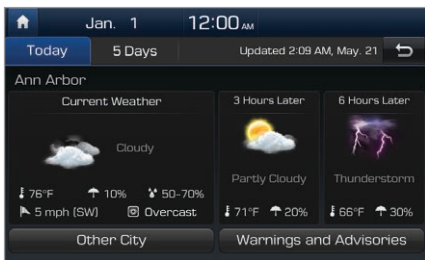 Jan. 1 12:00 AM
Today 5 Days Updated 2:09 AM, May. 21
Ann Arbor
Current Weather 3 Hours Later 6 Hours Later
Cloudy
Partly Cloudy Thunderstorm
76°F 10% 50-70%
5 mph (SW) Overcast 71°F 20% 66°F 30%
Other City Warnings and Advisories